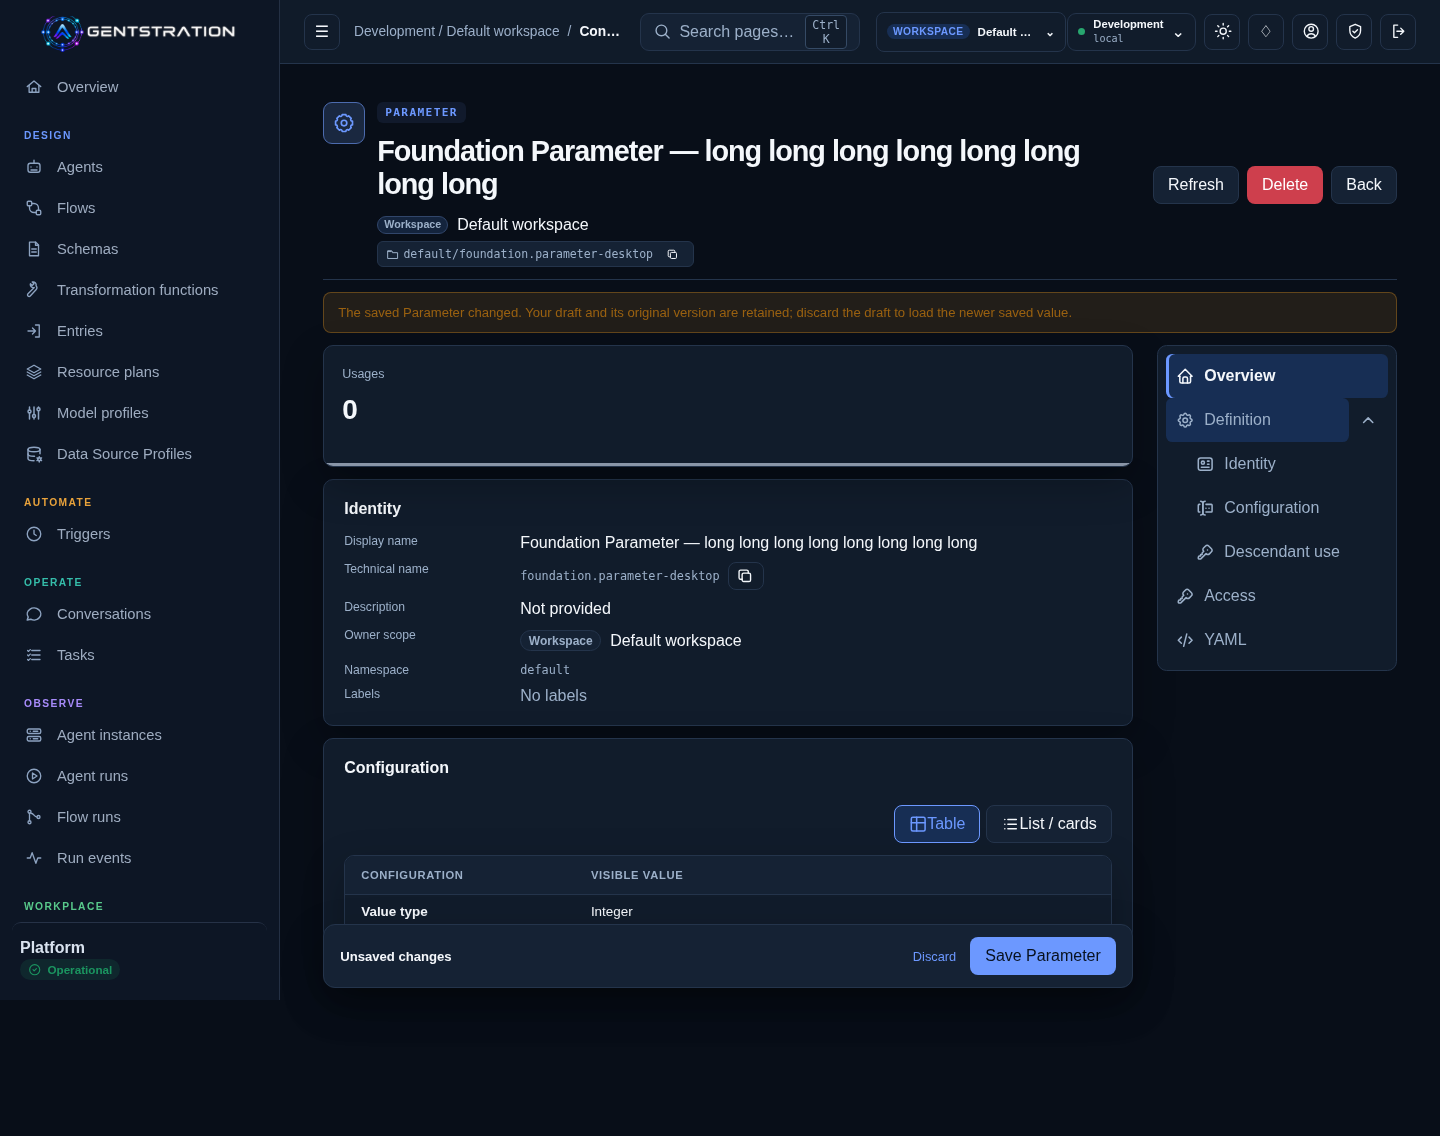 GENTSTRATION
Overview
DESIGN
Agents
Flows
Schemas
Transformation functions
Entries
Resource plans
Model profiles
Data Source Profiles
AUTOMATE
Triggers
OPERATE
Conversations
Tasks
OBSERVE
Agent instances
Agent runs
Flow runs
Run events
WORKPLACE
Platform
Operational
Development / Default workspace / Con…
Search pages…
Ctrl
K
WORKSPACE Default …
Development
local
PARAMETER
Foundation Parameter — long long long long long long
long long
Refresh
Delete
Back
Workspace Default workspace
default/foundation.parameter-desktop
The saved Parameter changed. Your draft and its original version are retained; discard the draft to load the newer saved value.
Usages
0
Identity
Display name Foundation Parameter — long long long long long long long long
Technical name foundation.parameter-desktop
Description Not provided
Owner scope Workspace Default workspace
Namespace default
Labels No labels
Configuration
Table List / cards
CONFIGURATION VISIBLE VALUE
Value type Integer
Unsaved changes Discard Save Parameter
Overview
Definition
Identity
Configuration
Descendant use
Access
YAML